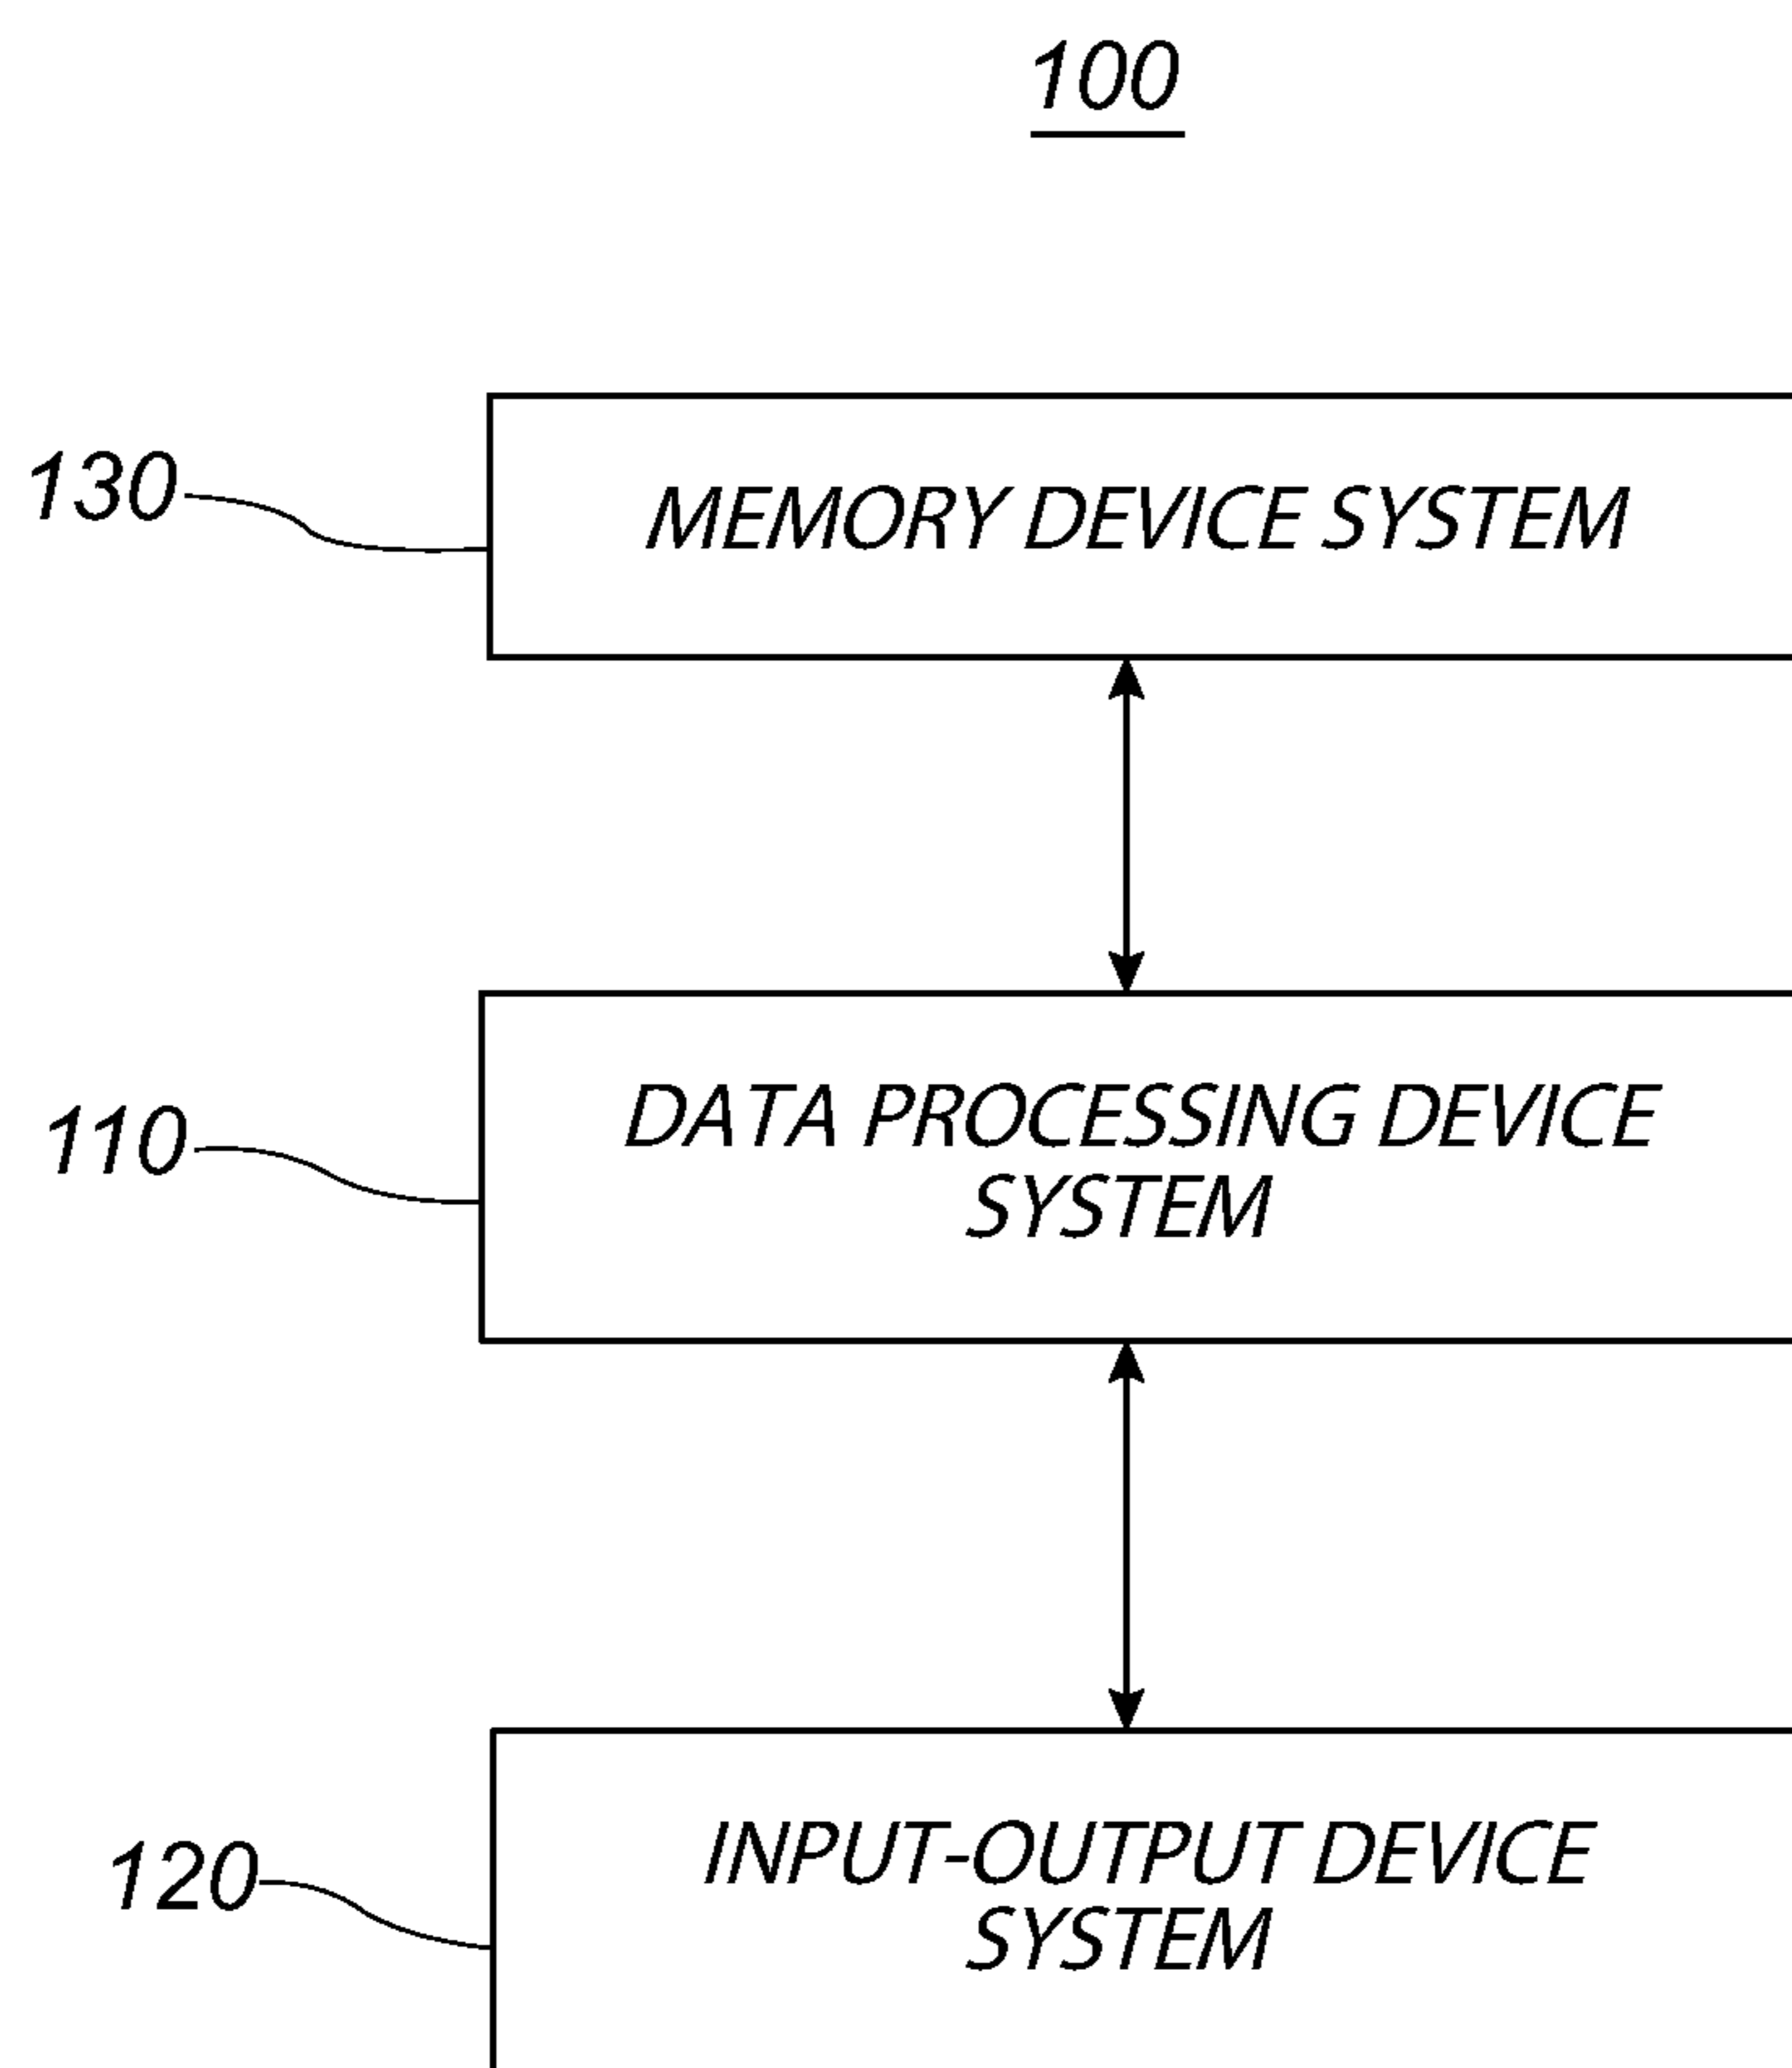 100
130
MEMORY DEVICE SYSTEM
110
DATA PROCESSING DEVICE
SYSTEM
120
INPUT-OUTPUT DEVICE
SYSTEM